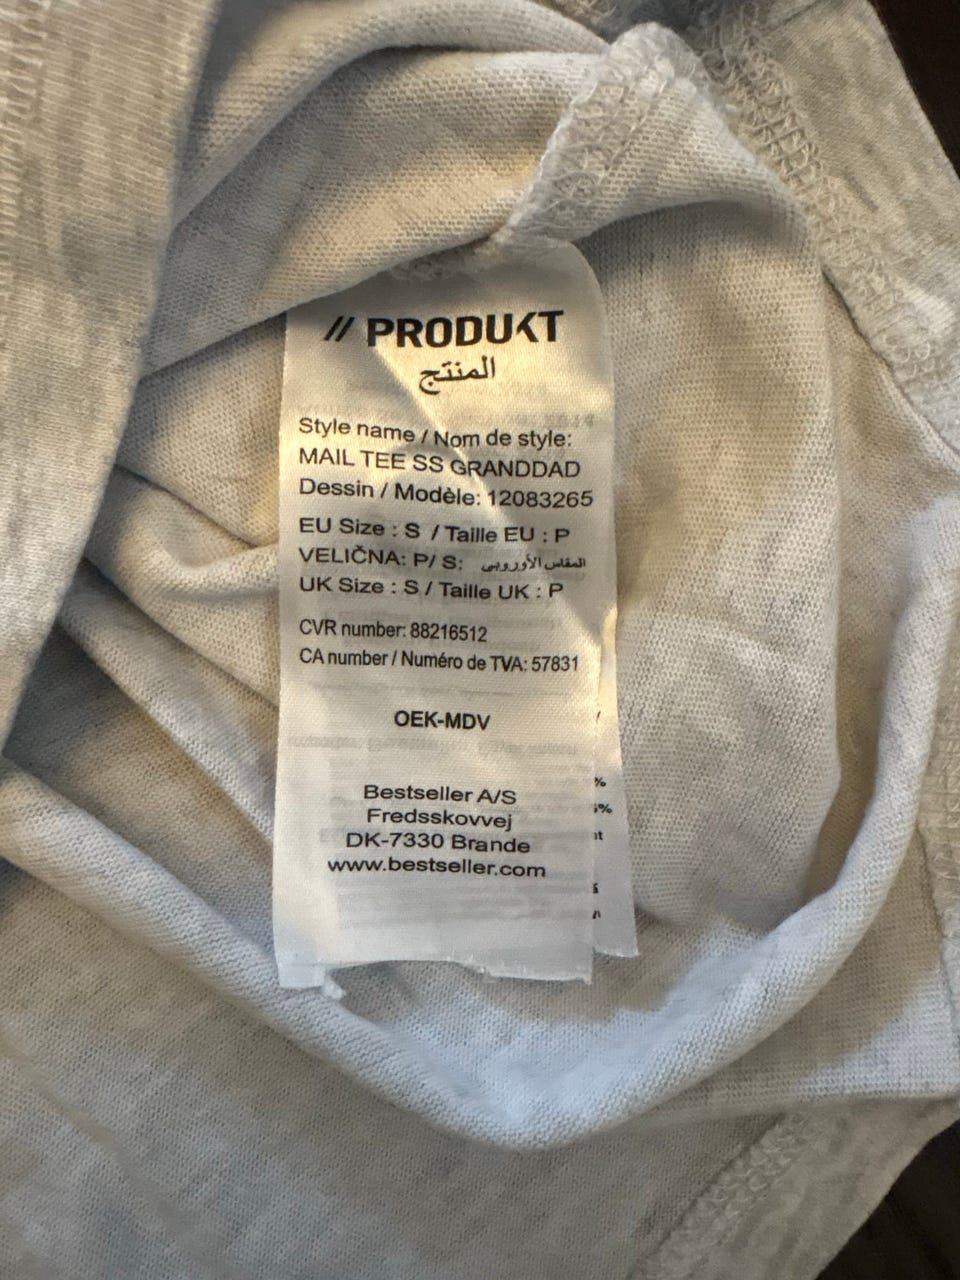 // PRODUKT
المنتج
Style name / Nom de style:
MAIL TEE SS GRANDDAD
Dessin / Modèle: 12083265
EU Size : S / Taille EU : P
VELIČNA: P/ S: المقاس الأوروبي
UK Size : S / Taille UK : P
CVR number: 88216512
CA number / Numéro de TVA: 57831
OEK-MDV
Bestseller A/S
Fredsskovvej
DK-7330 Brande
www.bestseller.com